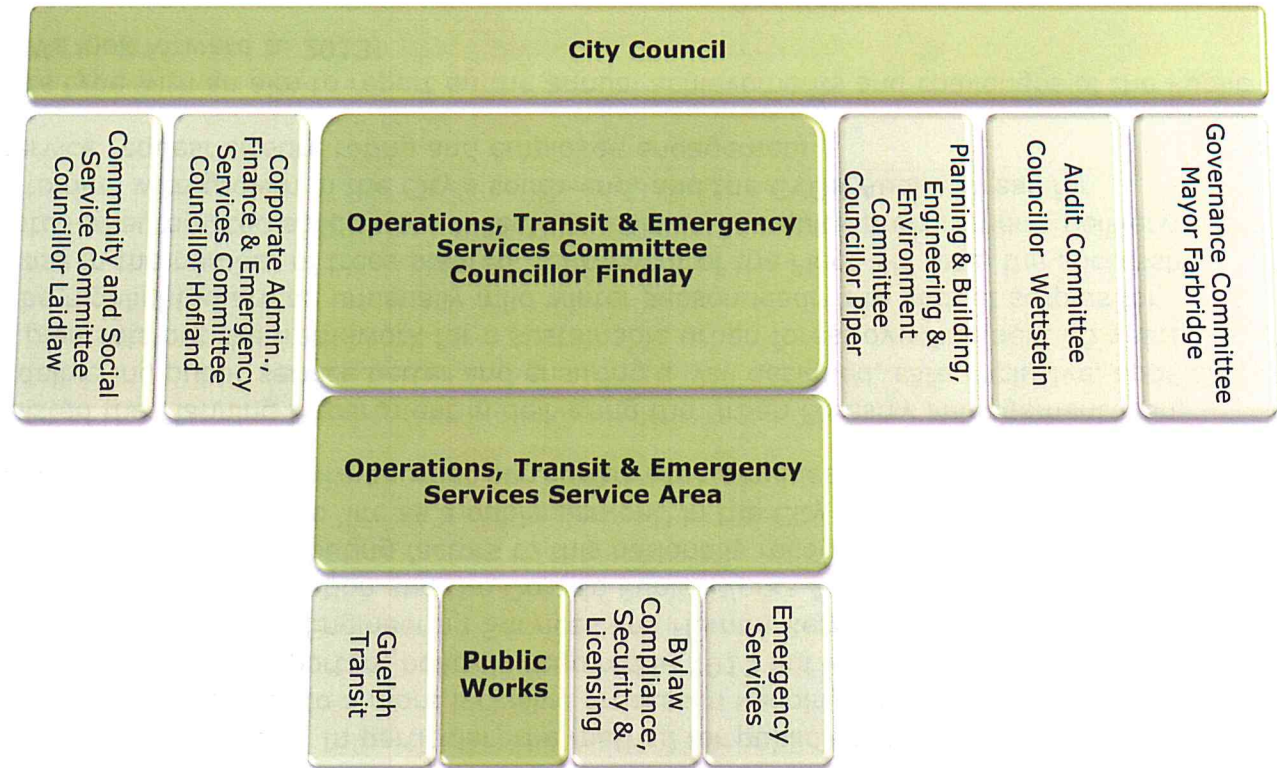 City Council
Community and Social
Service Committee
Councillor Laidlaw
Corporate Admin.,
Finance & Emergency
Services Committee
Councillor Hofland
Operations, Transit & Emergency
Services Committee
Councillor Findlay
Planning & Building,
Engineering &
Environment
Committee
Councillor Piper
Audit Committee
Councillor Wettstein
Governance Committee
Mayor Farbridge
Operations, Transit & Emergency
Services Service Area
Guelph
Transit
Public
Works
Bylaw
Compliance,
Security &
Licensing
Emergency
Services